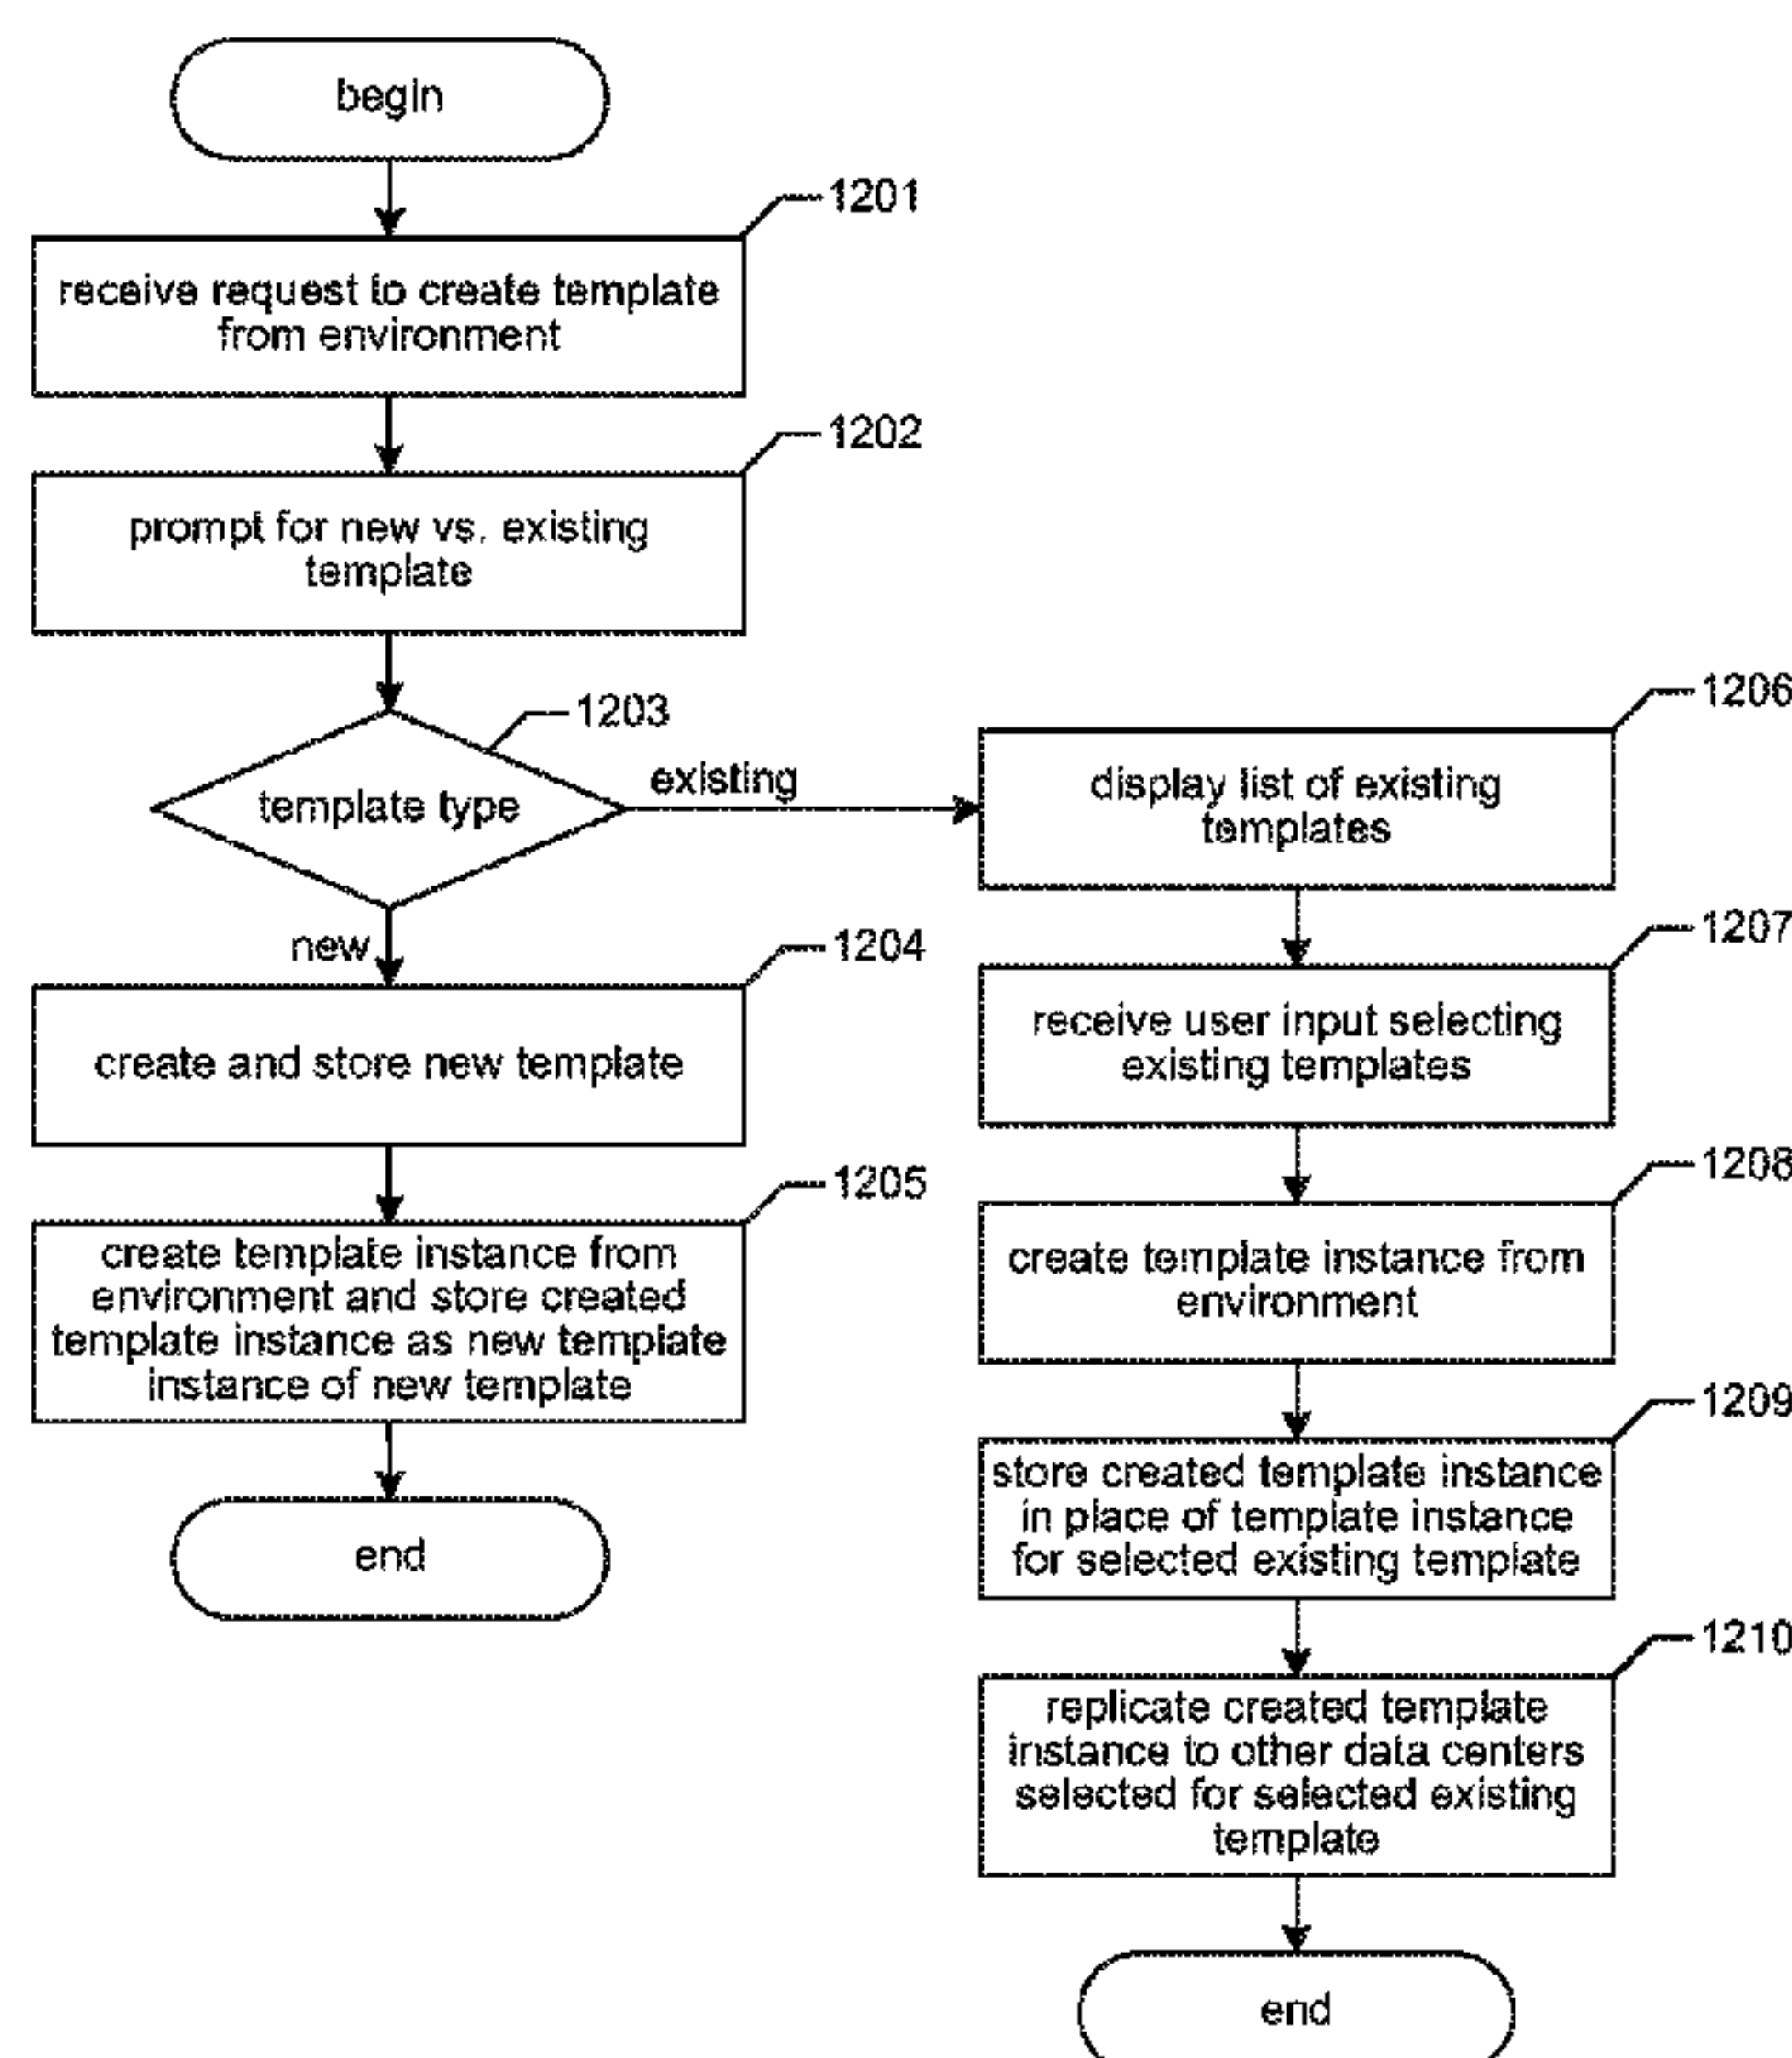 begin
1201
receive request to create template
from environment
1202
prompt for new vs. existing
template
1203
template type
existing
new
1204
create and store new template
1205
create template instance from
environment and store created
template instance as new template
instance of new template
end
1206
display list of existing
templates
1207
receive user input selecting
existing templates
1208
create template instance from
environment
1209
store created template instance
in place of template instance
for selected existing template
1210
replicate created template
instance to other data centers
selected for selected existing
template
end